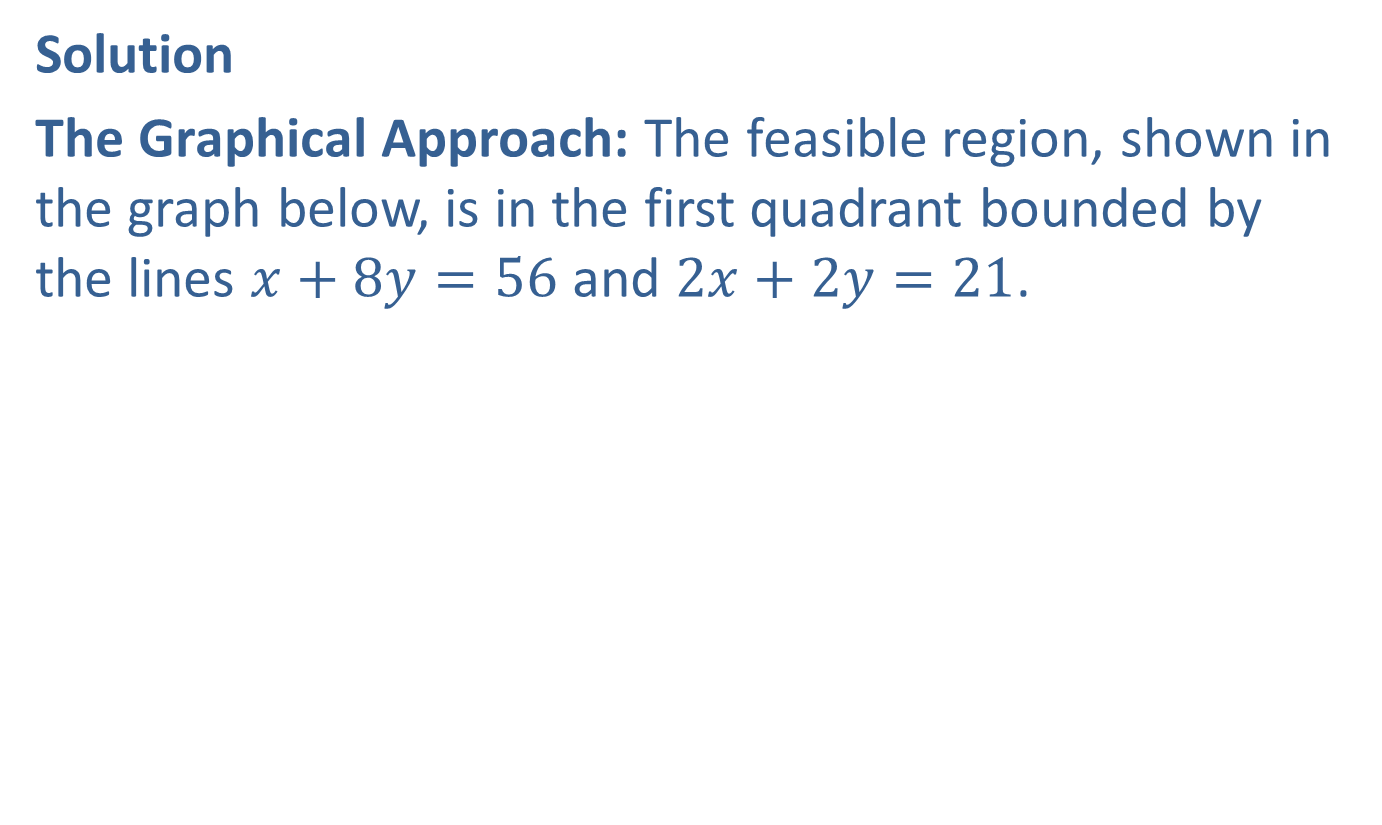 Solution
The Graphical Approach: The feasible region, shown in
the graph below, is in the first quadrant bounded by
the lines 𝑥 + 8𝑦 = 56 and 2𝑥 + 2𝑦 = 21.